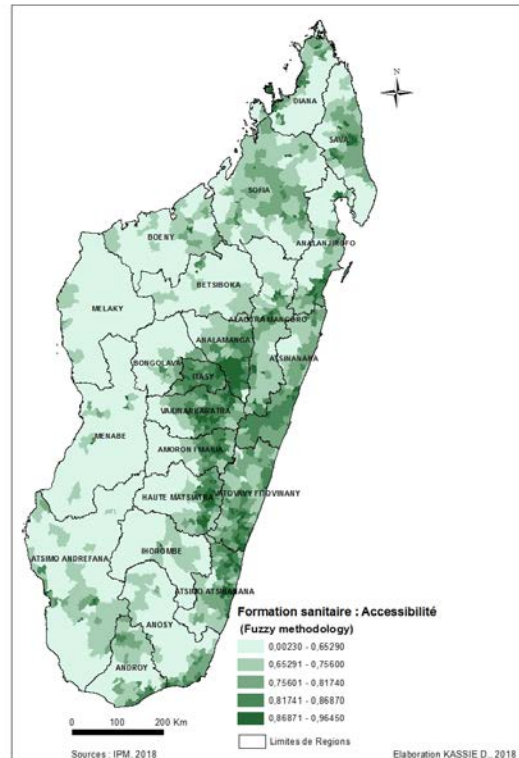 N
DIANA
SAVA
SOFIA
ANALANJIROFO
BOENY
BETSIBOKA
MELAKY
ALAOTRA MANGORO
ANALAMANGA
ATSINANANA
BONGOLAVA
ITASY
VAKINANKARATRA
MENABE
AMORON I MANIA
HAUTE MATSIATRA
VATOVAVY FITOVINANY
IHOROMBE
ATSIMO ANDREFANA
ATSIMO ATSINANANA
ANOSY
ANDROY
Formation sanitaire : Accessibilité
(Fuzzy methodology)
0,00230 - 0,65290
0,65291 - 0,75600
0,75601 - 0,81740
0,81741 - 0,86870
0,86871 - 0,96450
Limites de Regions
0 100 200 Km
Sources : IPM, 2018
Elaboration KASSIE D., 2018